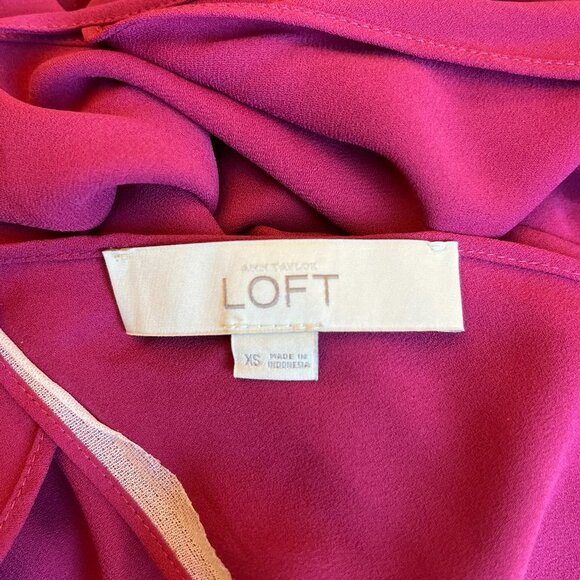 ANN TAYLOR
LOFT
XS
MADE IN
INDONESIA